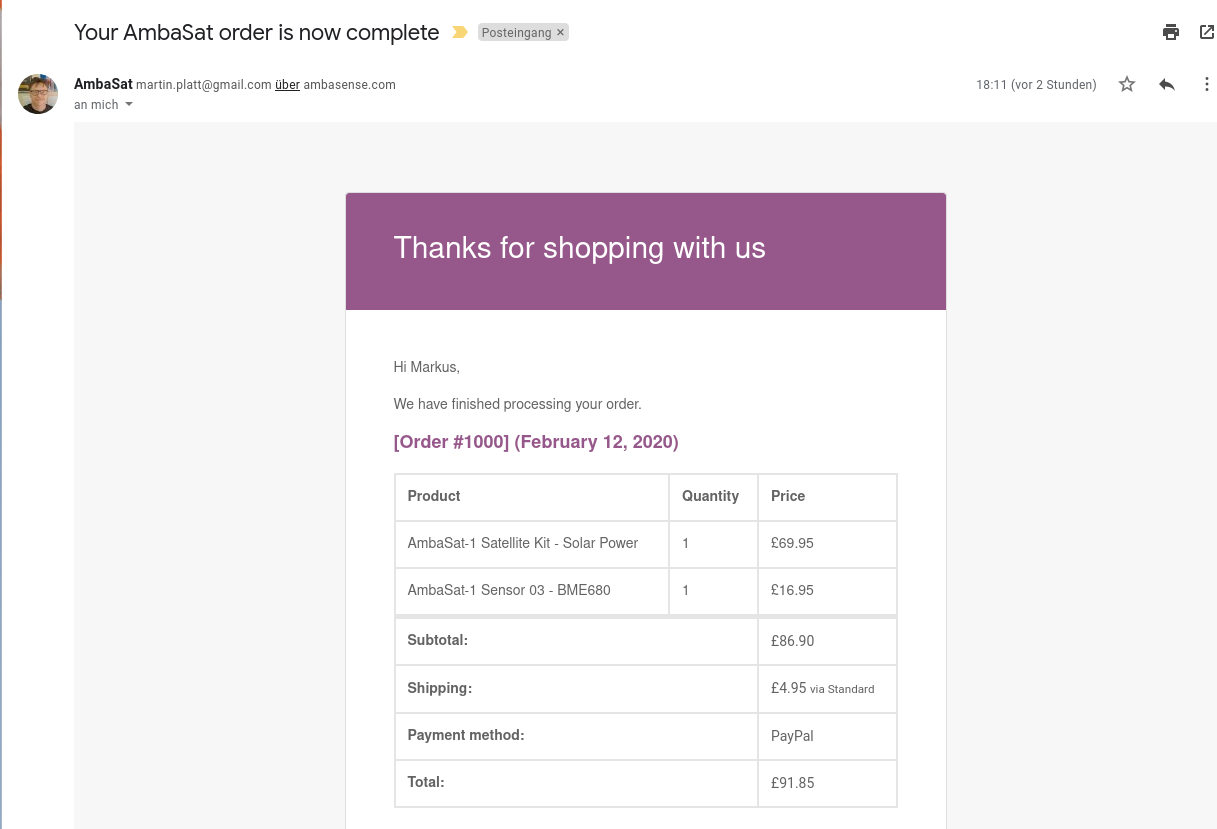 Your AmbaSat order is now complete Posteingang ×
AmbaSat martin.platt@gmail.com über ambasense.com 18:11 (vor 2 Stunden)
an mich
Thanks for shopping with us
Hi Markus,
We have finished processing your order.
[Order #1000] (February 12, 2020)
Product Quantity Price
AmbaSat-1 Satellite Kit - Solar Power 1 £69.95
AmbaSat-1 Sensor 03 - BME680 1 £16.95
Subtotal: £86.90
Shipping: £4.95 via Standard
Payment method: PayPal
Total: £91.85